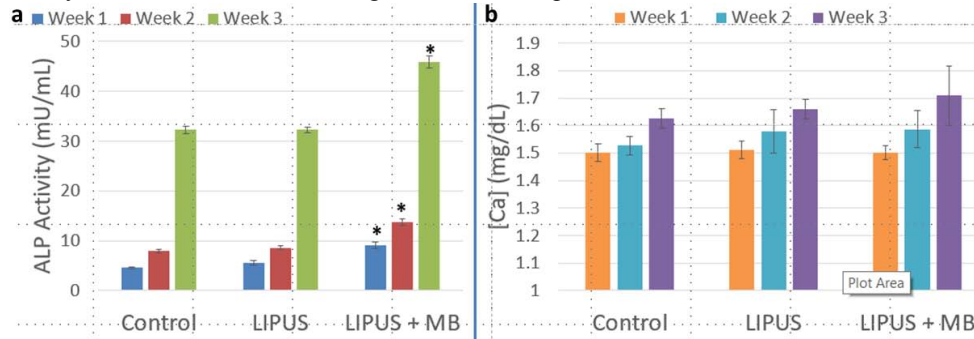 a
Week 1 Week 2 Week 3
ALP Activity (mU/mL)
50
40
30
20
10
0
* * *
Control LIPUS LIPUS + MB
b
Week 1 Week 2 Week 3
[Ca] (mg/dL)
1.9
1.8
1.7
1.6
1.5
1.4
1.3
1.2
1.1
1
Plot Area
Control LIPUS LIPUS + MB